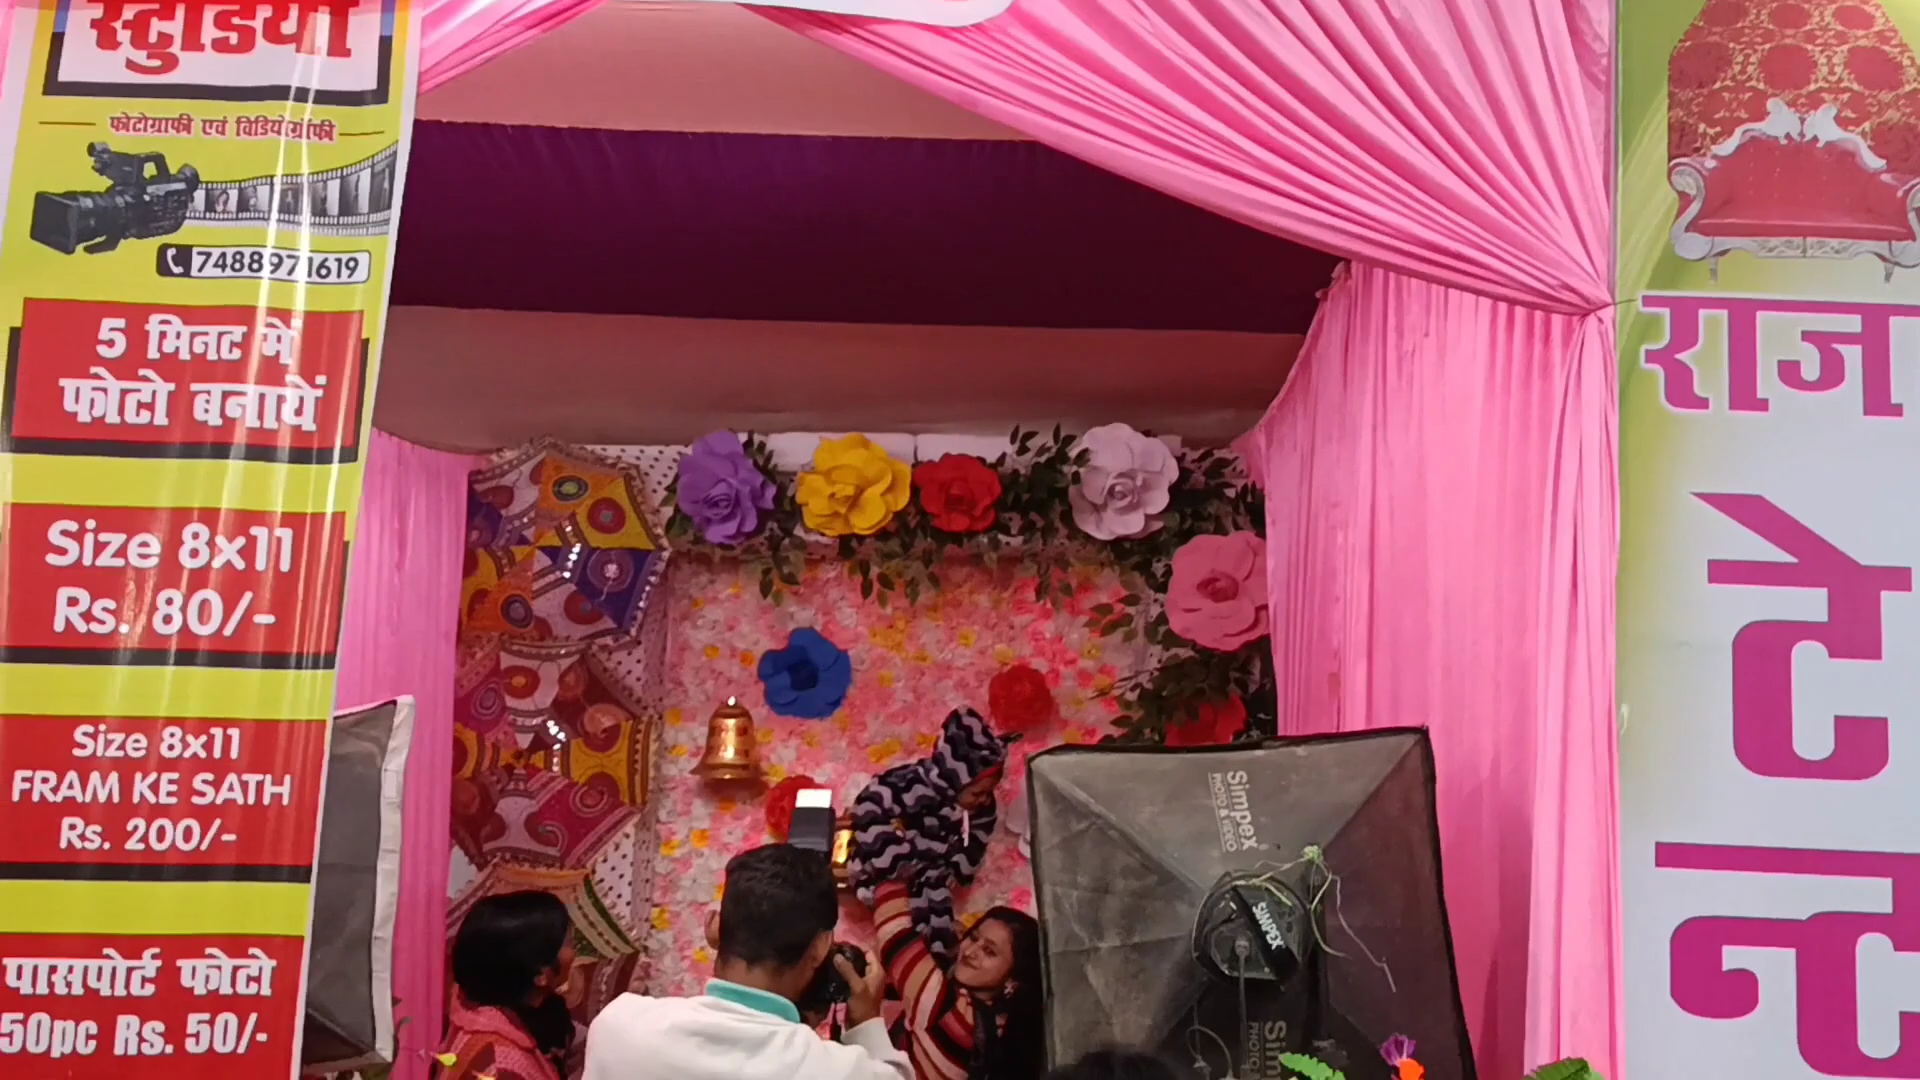 स्टुडियो
फोटोग्राफी एवं विडियोग्राफी
7488971619
5 मिनट में
फोटो बनायें
Size 8x11
Rs. 80/-
Size 8x11
FRAM KE SATH
Rs. 200/-
पासपोर्ट फोटो
50pc Rs. 50/-
Simpex
PHOTO & VIDEO
SIMPEX
राज
टेन्ट